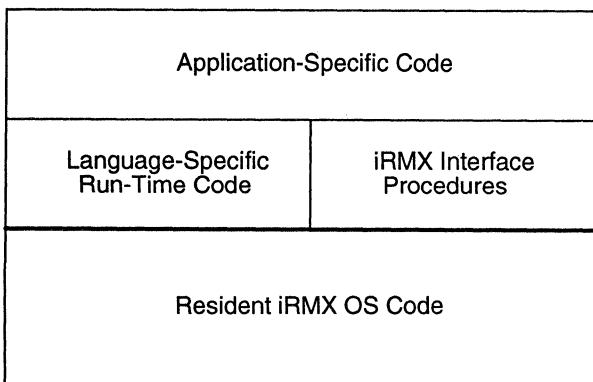 Application-Specific Code
Language-Specific
Run-Time Code
iRMX Interface
Procedures
Resident iRMX OS Code